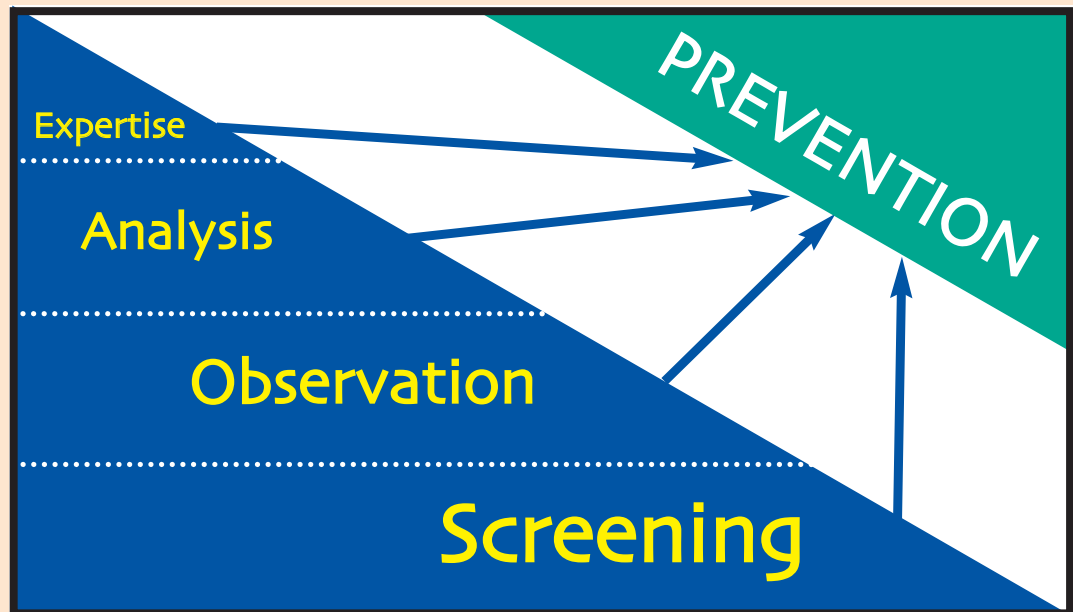 PREVENTION
Expertise
Analysis
Observation
Screening